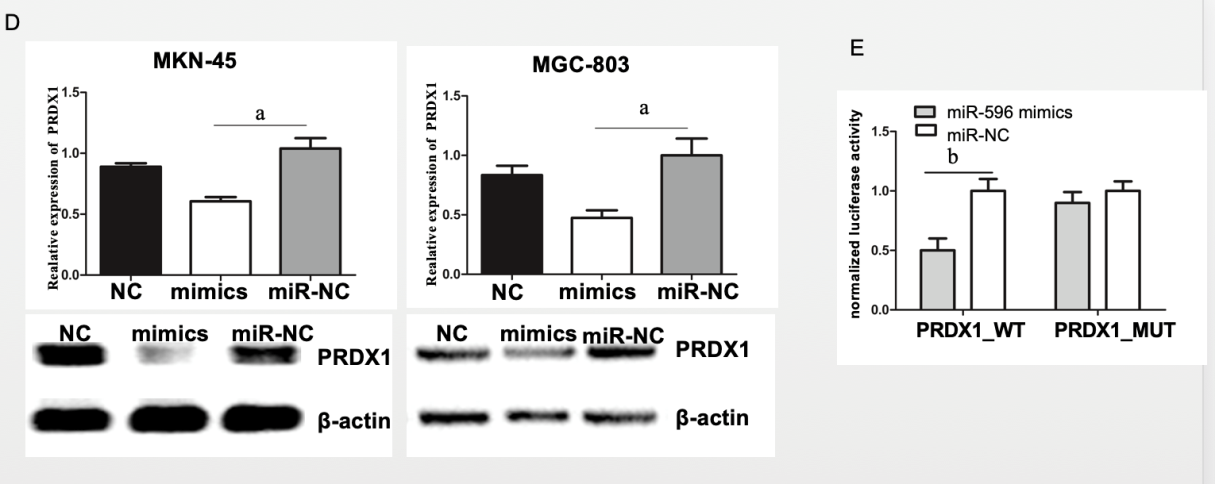 D
MKN-45
Realative expression of PRDX1
1.5
1.0
0.5
0.0
a
NC mimics miR-NC
MGC-803
Realative expression of PRDX1
1.5
1.0
0.5
0.0
a
NC mimics miR-NC
NC mimics miR-NC
PRDX1
β-actin
NC mimics miR-NC
PRDX1
β-actin
E
normalized luciferase activity
1.5
1.0
0.5
0.0
miR-596 mimics
miR-NC
b
PRDX1_WT PRDX1_MUT